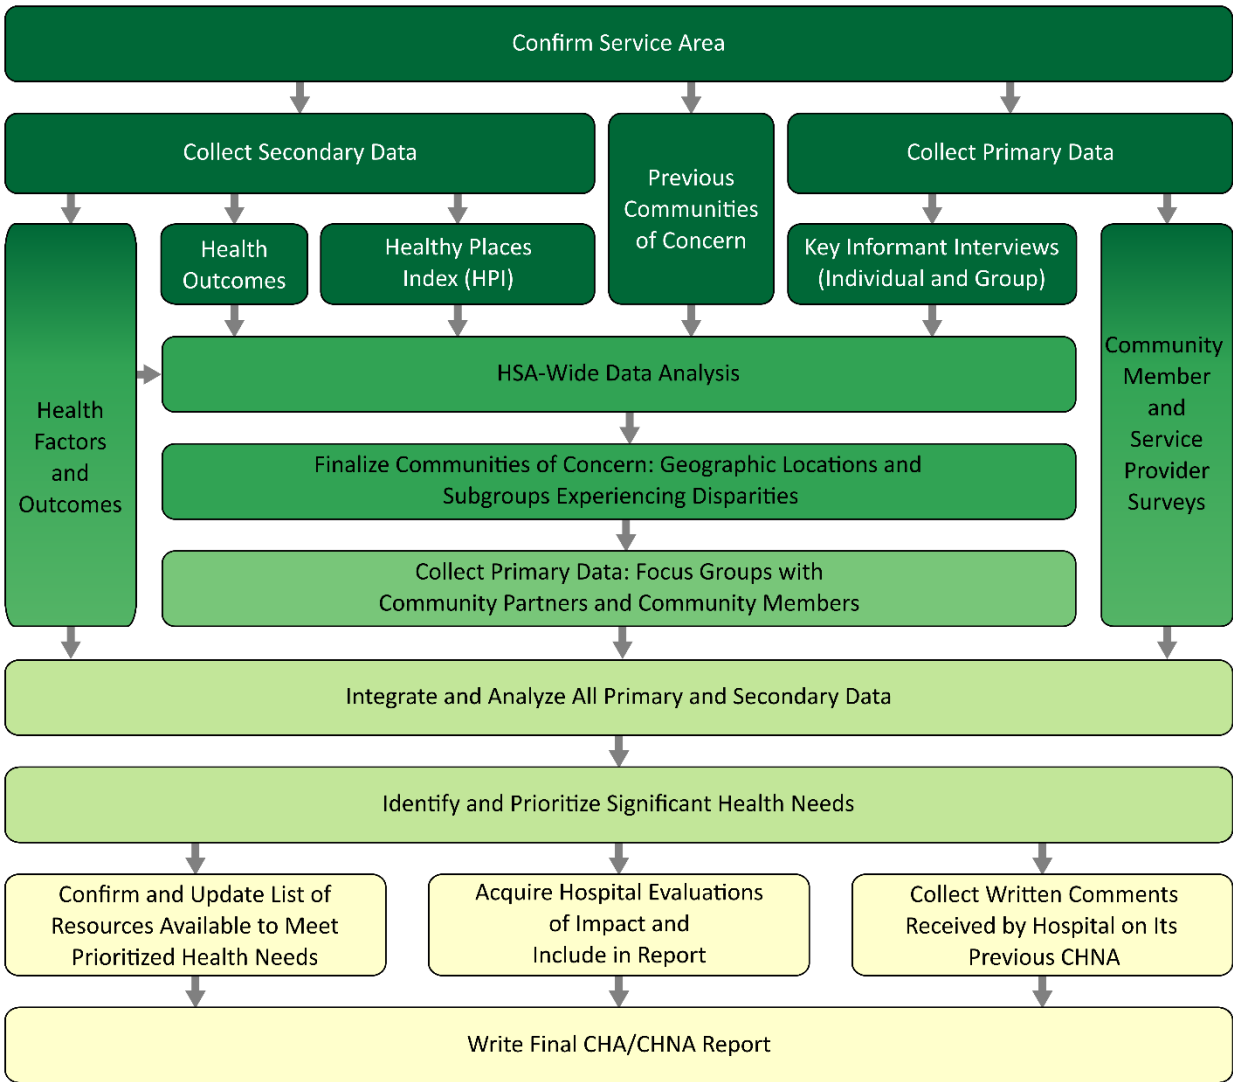 Confirm Service Area
Collect Secondary Data
Previous
Communities
of Concern
Collect Primary Data
Health
Factors
and
Outcomes
Health
Outcomes
Healthy Places
Index (HPI)
Key Informant Interviews
(Individual and Group)
Community
Member
and
Service
Provider
Surveys
HSA-Wide Data Analysis
Finalize Communities of Concern: Geographic Locations and
Subgroups Experiencing Disparities
Collect Primary Data: Focus Groups with
Community Partners and Community Members
Integrate and Analyze All Primary and Secondary Data
Identify and Prioritize Significant Health Needs
Confirm and Update List of
Resources Available to Meet
Prioritized Health Needs
Acquire Hospital Evaluations
of Impact and
Include in Report
Collect Written Comments
Received by Hospital on Its
Previous CHNA
Write Final CHA/CHNA Report